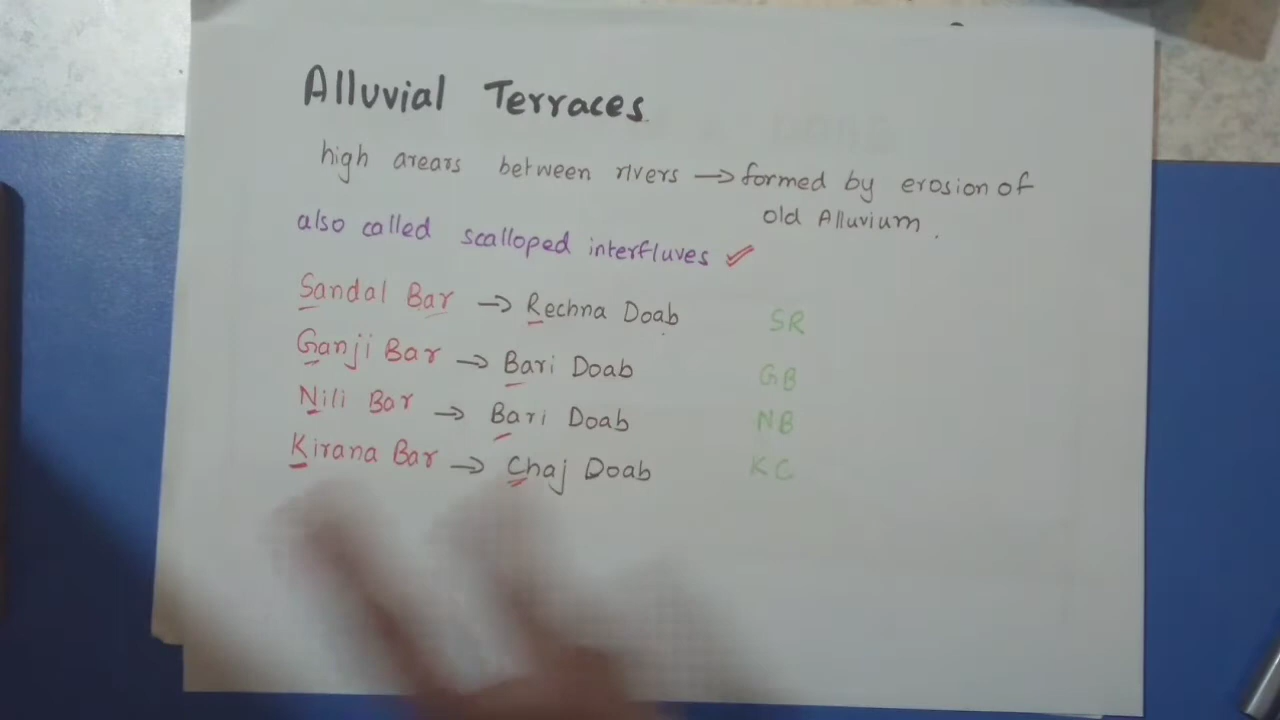 Alluvial Terraces.
high arears between rivers → formed by erosion of
old Alluvium.
also called scalloped interfluves ✓
Sandal Bar → Rechna Doab SR
Ganji Bar → Bari Doab GB
Nili Bar → Bari Doab NB
Kirana Bar → Chaj Doab KC